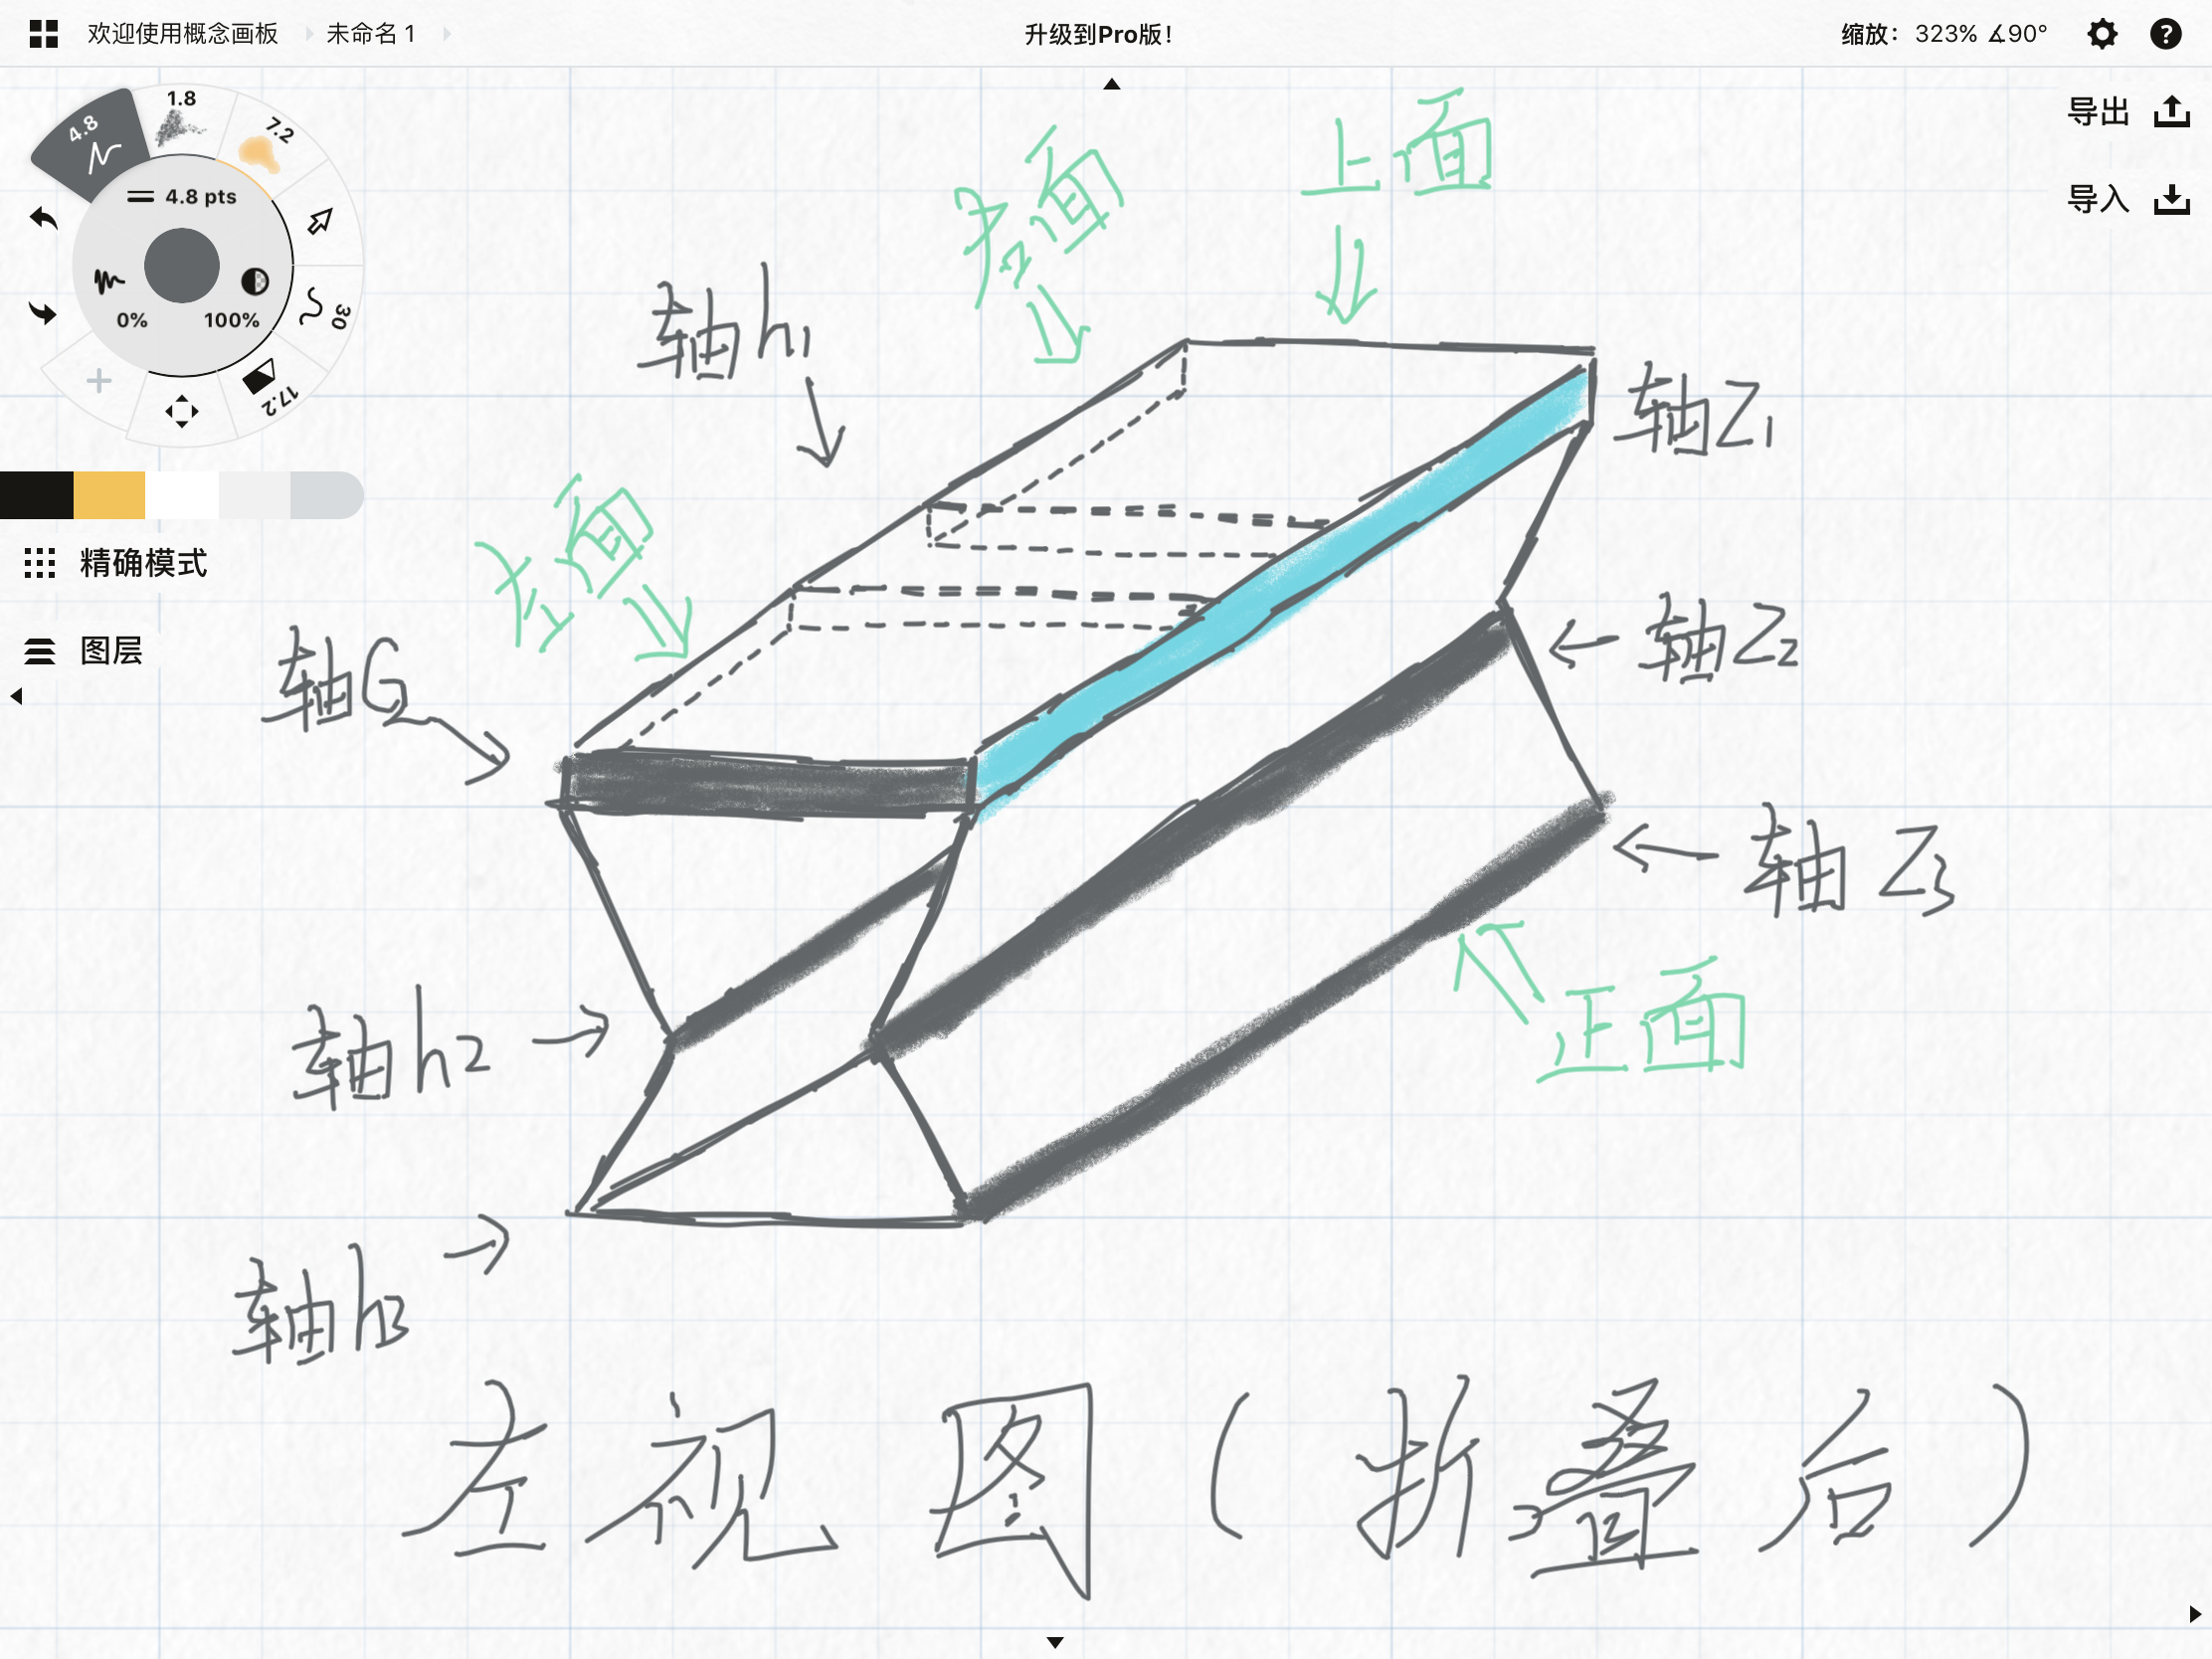 欢迎使用概念画板 未命名 1 升级到Pro版! 缩放: 323% ∡90°
导出
导入
1.8
4.8
7.2
4.8 pts
0% 100%
30
17.2
精确模式
图层
上面
后面
轴h1
左面
轴Z1
轴G2
轴Z2
轴Z3
正面
轴h2
轴h3
左视图(折叠后)